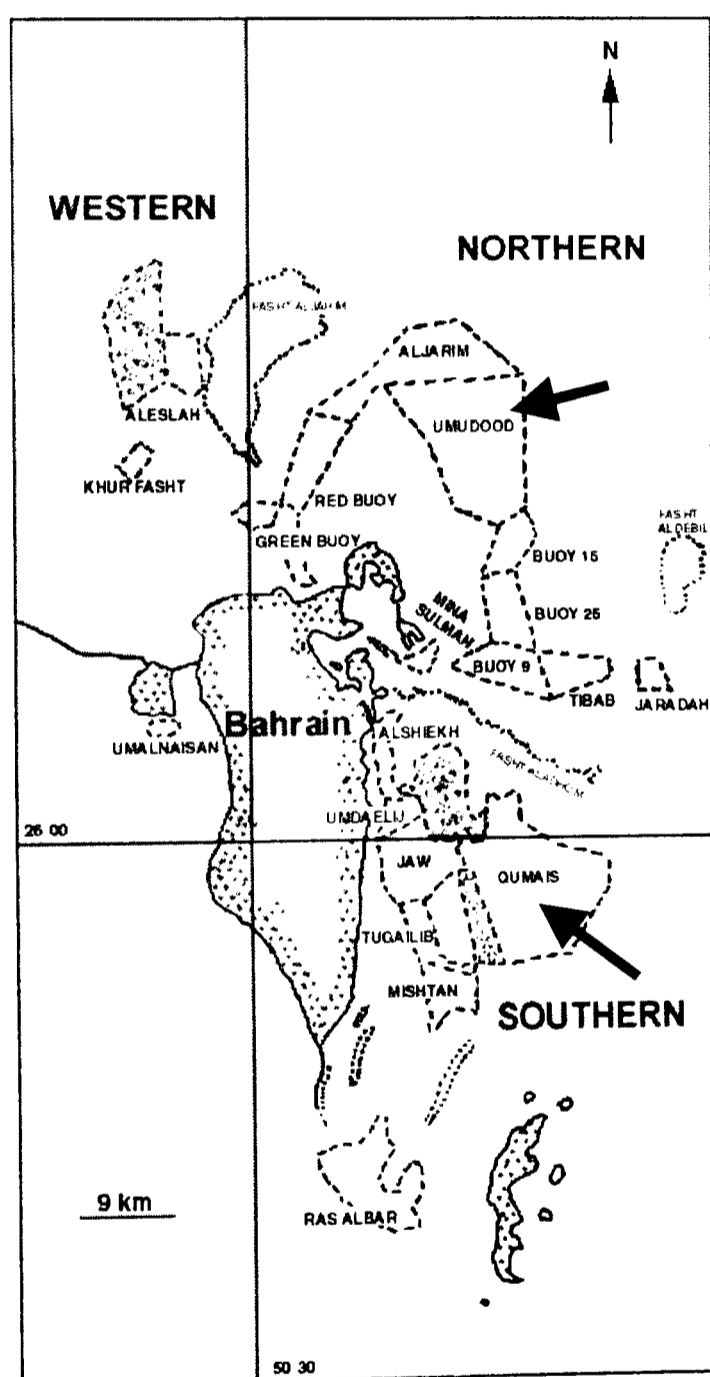 N
WESTERN
NORTHERN
FASHT ALJARIM
ALJARIM
ALESLAH
UMUDOOD
KHUR FASHT
RED BUOY
FASHT
ALDEBIL
GREEN BUOY
BUOY 15
MINA
SULMAH
BUOY 25
BUOY 9
TIBAB
JARADAH
UMALNAISAN
Bahrain
ALSHIEKH
FASHT ALADHOM
UMDAELIJ
26 00
JAW
QUMAIS
TUGAILIB
MISHTAN
SOUTHERN
9 km
RAS ALBAR
50 30